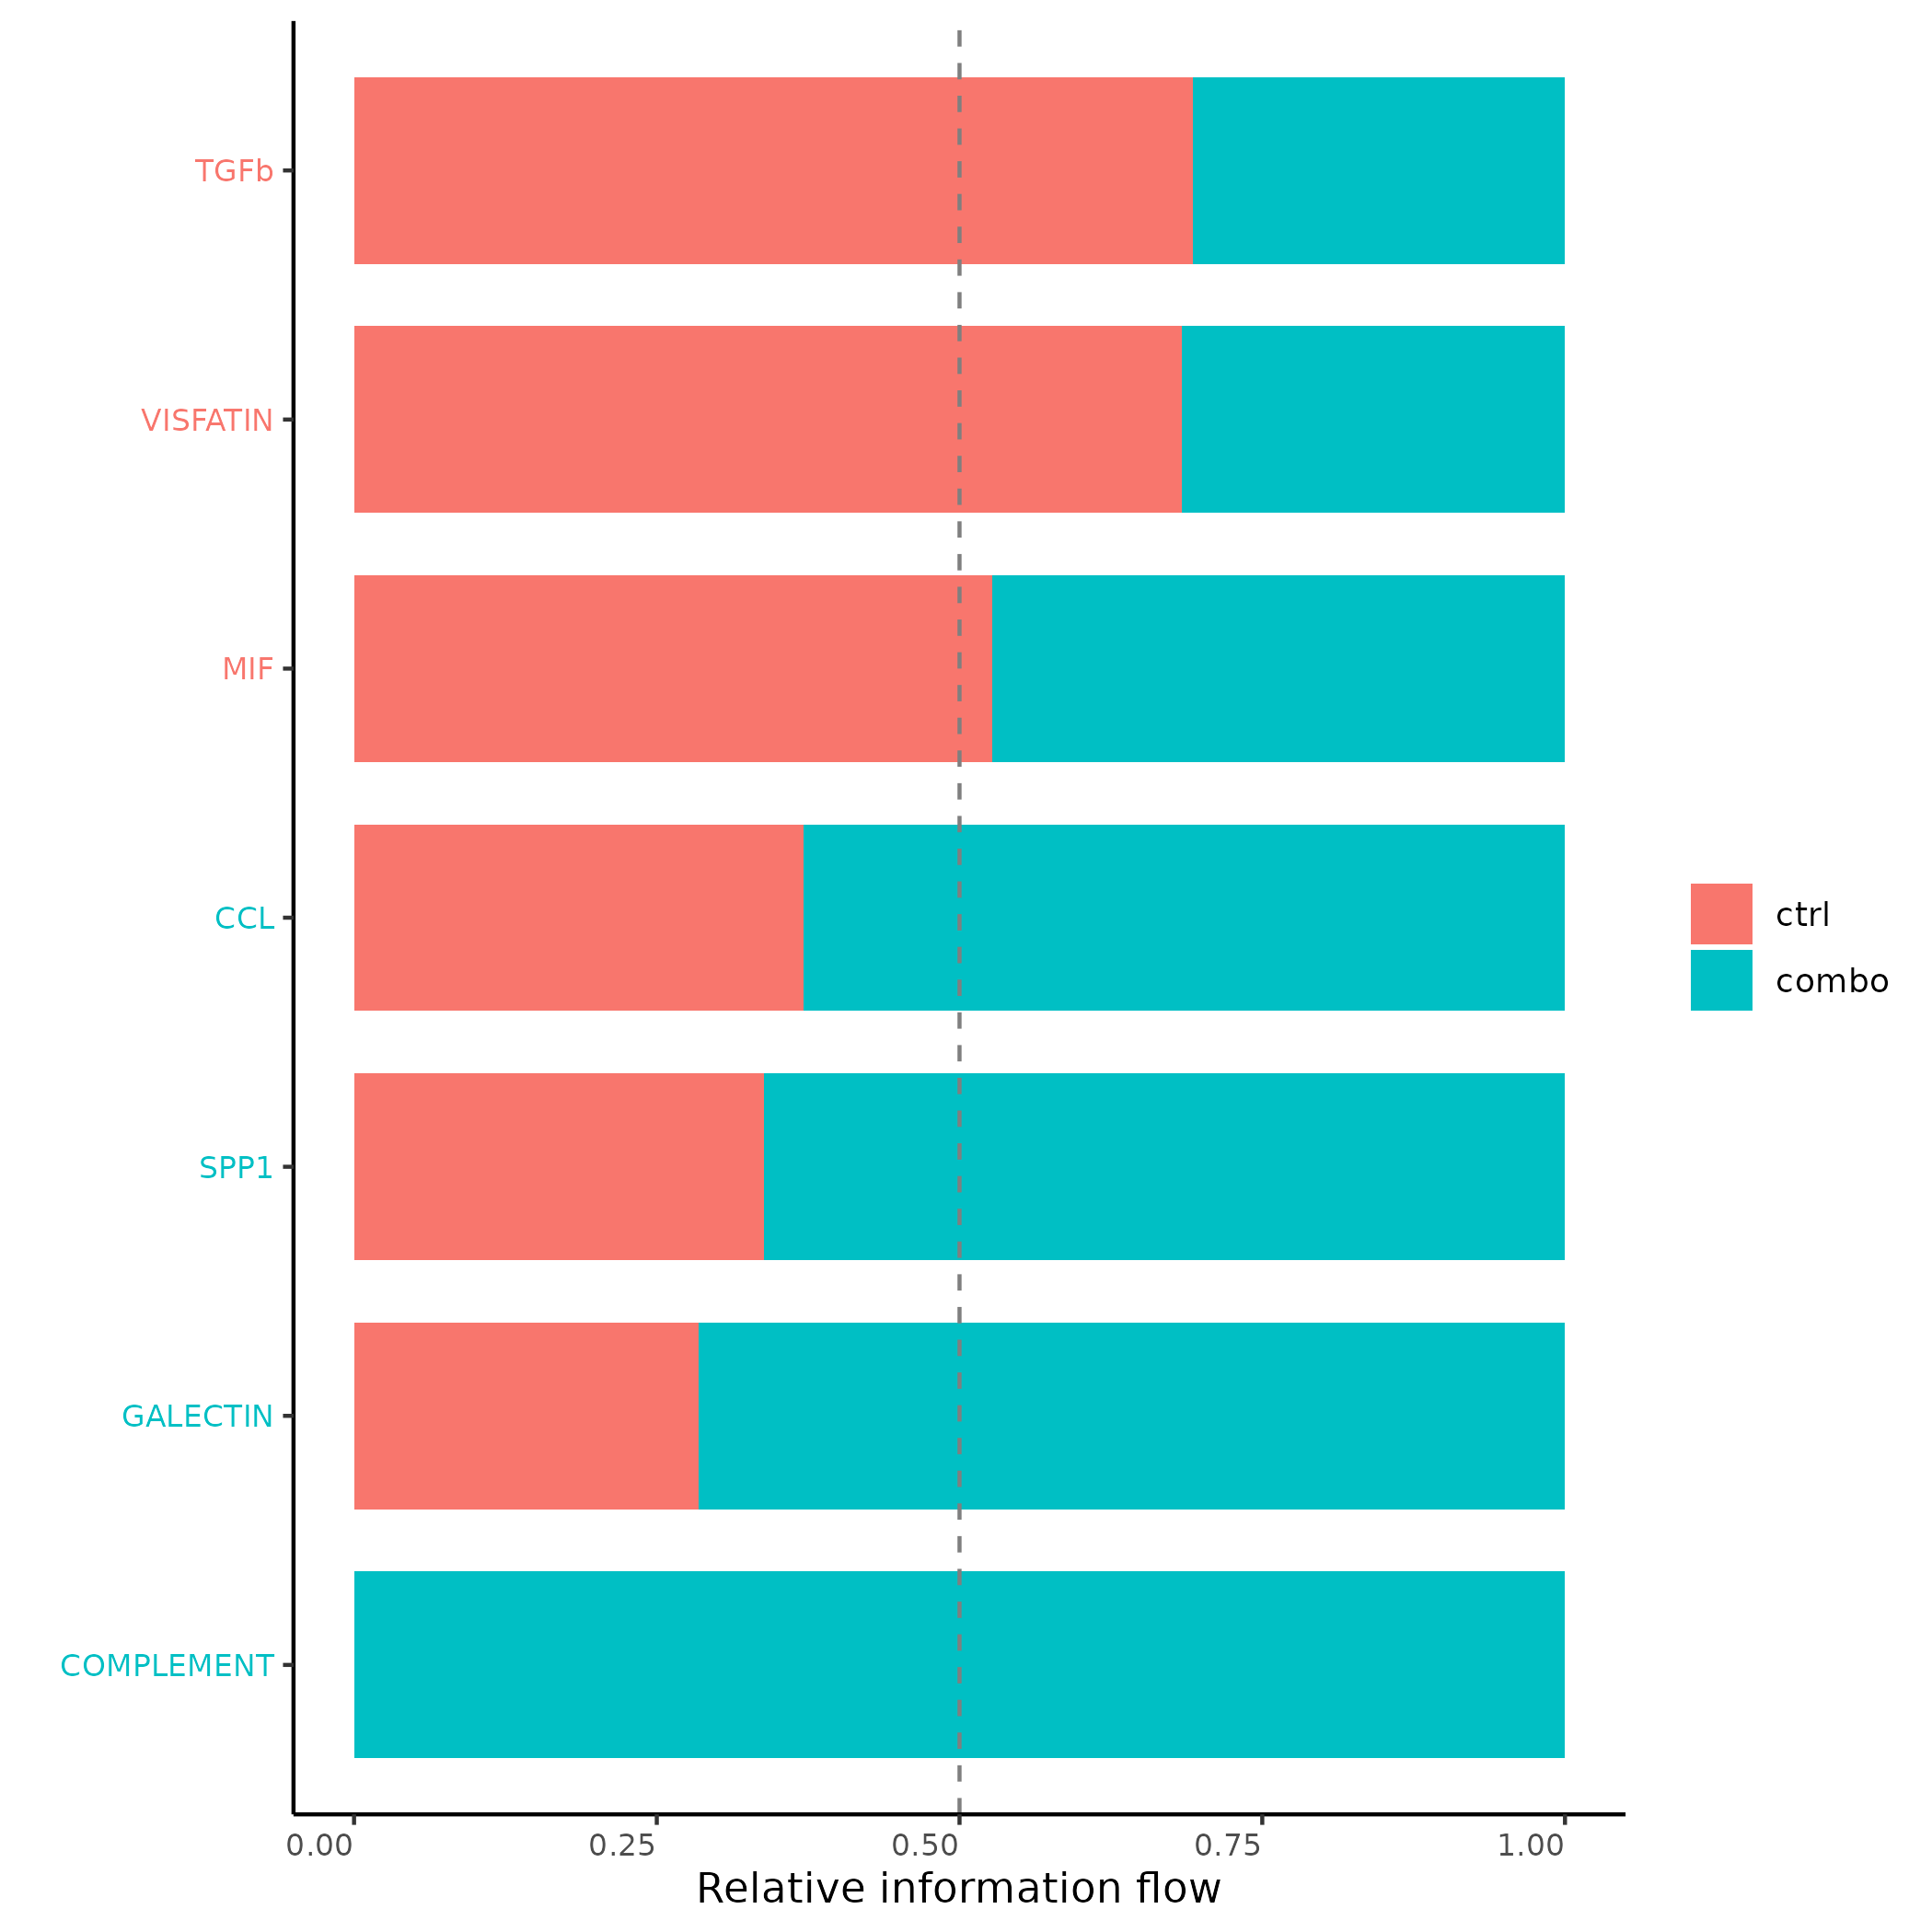 TGFb
VISFATIN
MIF
CCL
SPP1
GALECTIN
COMPLEMENT
ctrl
combo
0.00 0.25 0.50 0.75 1.00
Relative information flow